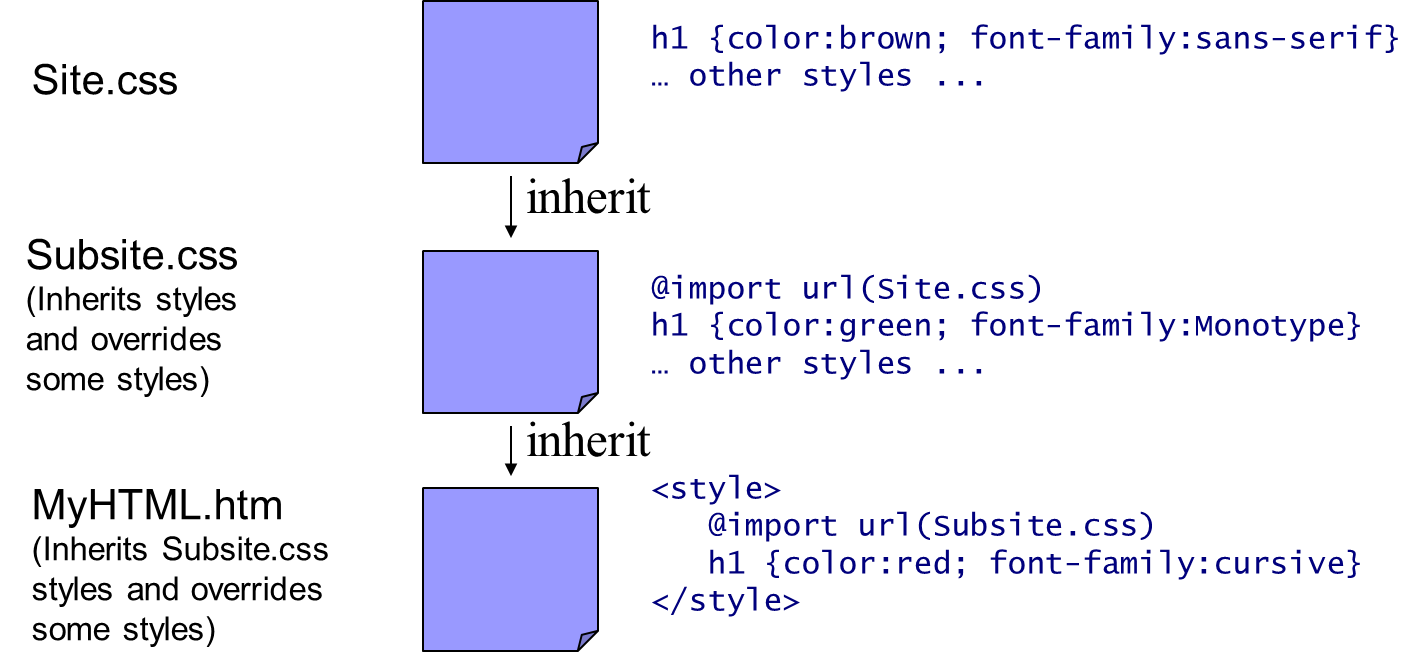 Site.css
h1 {color:brown; font-family:sans-serif}
… other styles ...
inherit
Subsite.css
(Inherits styles
and overrides
some styles)
@import url(Site.css)
h1 {color:green; font-family:Monotype}
… other styles ...
inherit
MyHTML.htm
(Inherits Subsite.css
styles and overrides
some styles)
<style>
   @import url(Subsite.css)
   h1 {color:red; font-family:cursive}
</style>